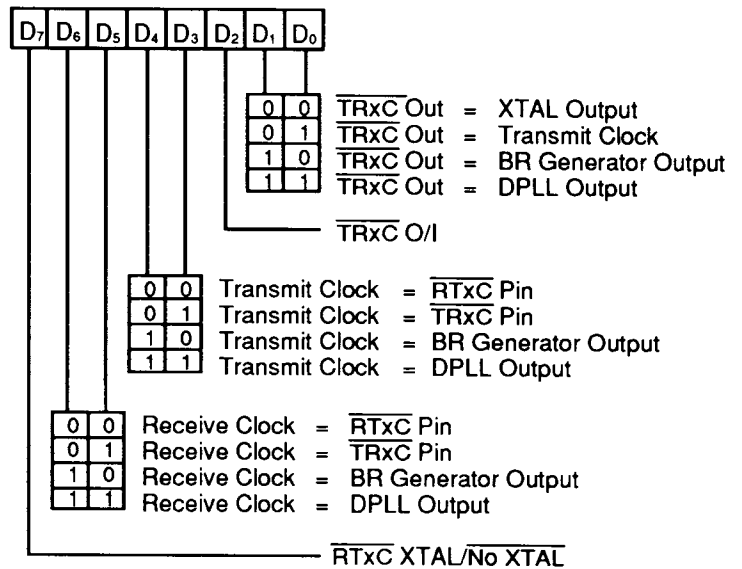 D₇ D₆ D₅ D₄ D₃ D₂ D₁ D₀
0 0 TRxC Out = XTAL Output
0 1 TRxC Out = Transmit Clock
1 0 TRxC Out = BR Generator Output
1 1 TRxC Out = DPLL Output
TRxC O/I
0 0 Transmit Clock = RTxC Pin
0 1 Transmit Clock = TRxC Pin
1 0 Transmit Clock = BR Generator Output
1 1 Transmit Clock = DPLL Output
0 0 Receive Clock = RTxC Pin
0 1 Receive Clock = TRxC Pin
1 0 Receive Clock = BR Generator Output
1 1 Receive Clock = DPLL Output
RTxC XTAL/No XTAL